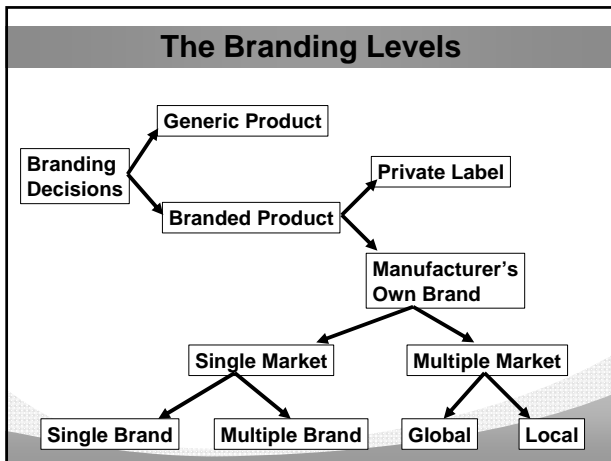 The Branding Levels
Generic Product
Branding
Decisions
Private Label
Branded Product
Manufacturer's
Own Brand
Single Market
Multiple Market
Single Brand
Multiple Brand
Global
Local